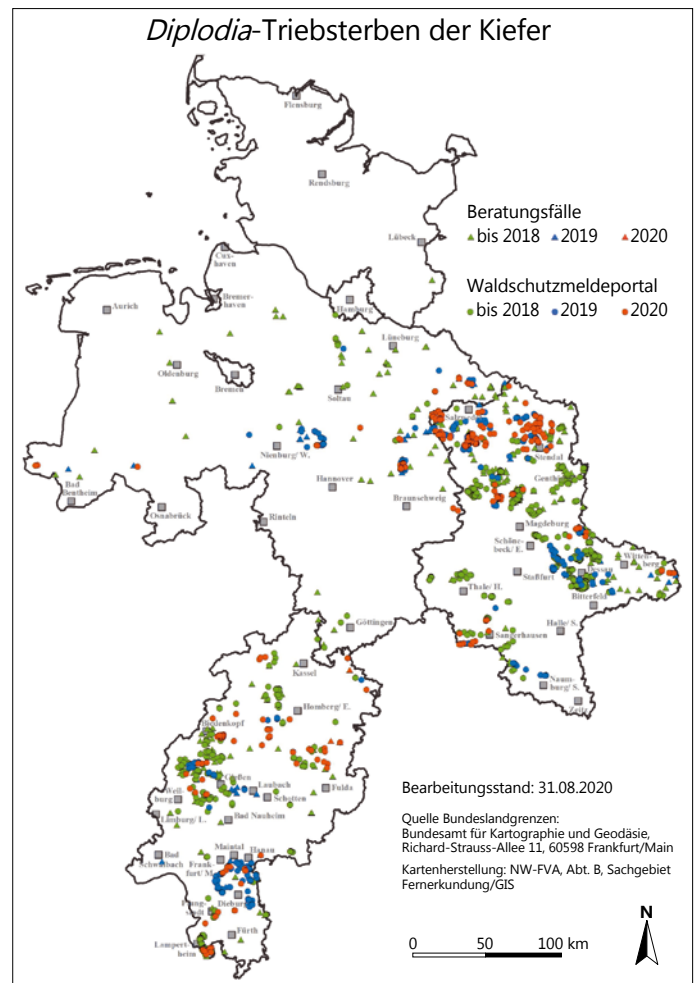 Diplodia-Triebsterben der Kiefer
Flensburg
Rendsburg
Lübeck
Beratungsfälle
bis 2018 2019 2020
Waldschutzmeldeportal
bis 2018 2019 2020
Cux-
haven
Bremer-
haven
Hamburg
Aurich
Lüneburg
Oldenburg
Bremen
Soltau
Nienburg/ W.
Stendal
Genthin
Bad
Bentheim
Hannover
Osnabrück
Braunschweig
Rinteln
Magdeburg
Schöne-
beck/ E.
Witten-
berg
Staßfurt
Dessau
Thale/ H.
Bitterfeld
Göttingen
Sangerhausen
Halle/ S.
Kassel
Naum-
burg/ S.
Zeitz
Homberg/ E.
Biedenkopf
Gießen
Laubach
Fulda
Weil-
burg
Schotten
Limburg/ L.
Bad Nauheim
Bad
Schwalbach
Maintal
Hanau
Frank-
furt/ M.
Dieburg
Pfung-
stadt
Fürth
Lampert-
heim
Bearbeitungsstand: 31.08.2020
Quelle Bundeslandgrenzen:
Bundesamt für Kartographie und Geodäsie,
Richard-Strauss-Allee 11, 60598 Frankfurt/Main
Kartenherstellung: NW-FVA, Abt. B, Sachgebiet
Fernerkundung/GIS
N
0 50 100 km